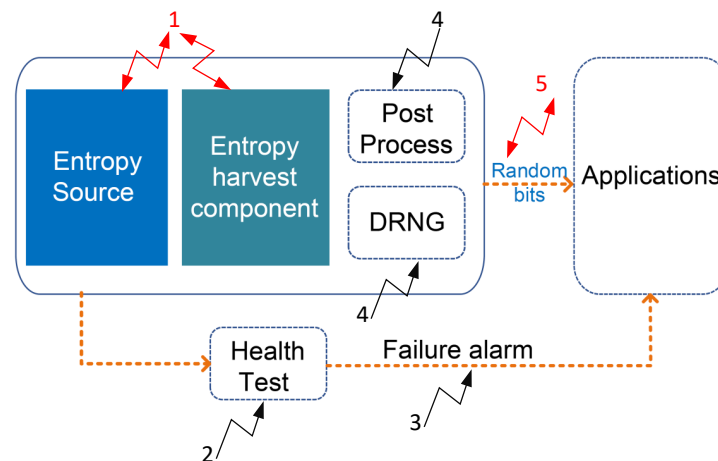 1
4
5
Entropy
Source
Entropy
harvest
component
Post
Process
DRNG
Random
bits
Applications
4
Health
Test
Failure alarm
2
3